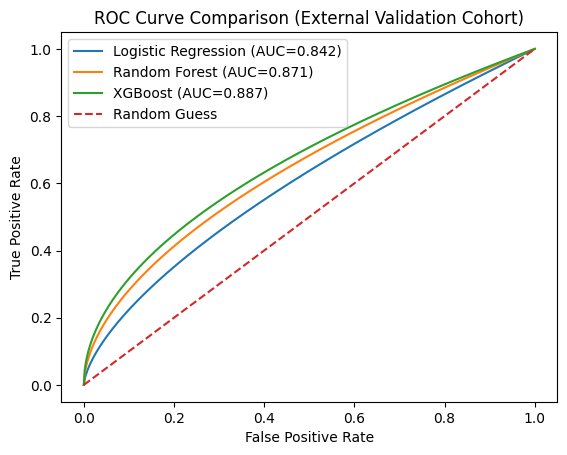 ROC Curve Comparison (External Validation Cohort)
Logistic Regression (AUC=0.842)
Random Forest (AUC=0.871)
XGBoost (AUC=0.887)
Random Guess
True Positive Rate
1.0
0.8
0.6
0.4
0.2
0.0
0.0 0.2 0.4 0.6 0.8 1.0
False Positive Rate